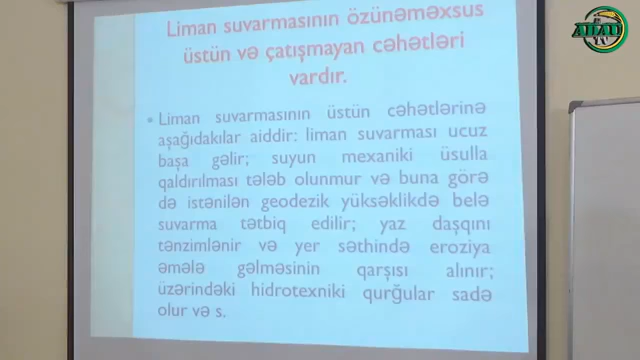 ADAU
TV
Liman suvarmasının özünəməxsus
üstün və çatışmayan cəhətləri
vardır.
Liman suvarmasının üstün cəhətlərinə
aşağıdakılar aiddir: liman suvarması ucuz
başa gəlir; suyun mexaniki üsulla
qaldırılması tələb olunmur və buna görə
də istənilən geodezik yüksəklikdə belə
suvarma tətbiq edilir; yaz daşqını
tənzimlənir və yer səthində eroziya
əmələ gəlməsinin qarşısı alınır;
üzərindəki hidrotexniki qurğular sadə
olur və s.